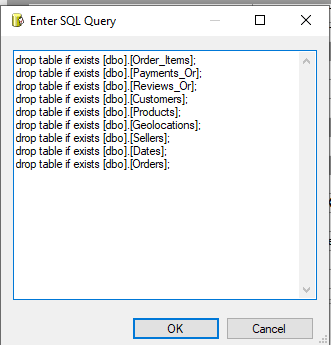 Enter SQL Query
drop table if exists [dbo].[Order_Items];
drop table if exists [dbo].[Payments_Or];
drop table if exists [dbo].[Reviews_Or];
drop table if exists [dbo].[Customers];
drop table if exists [dbo].[Products];
drop table if exists [dbo].[Geolocations];
drop table if exists [dbo].[Sellers];
drop table if exists [dbo].[Dates];
drop table if exists [dbo].[Orders];
OK
Cancel